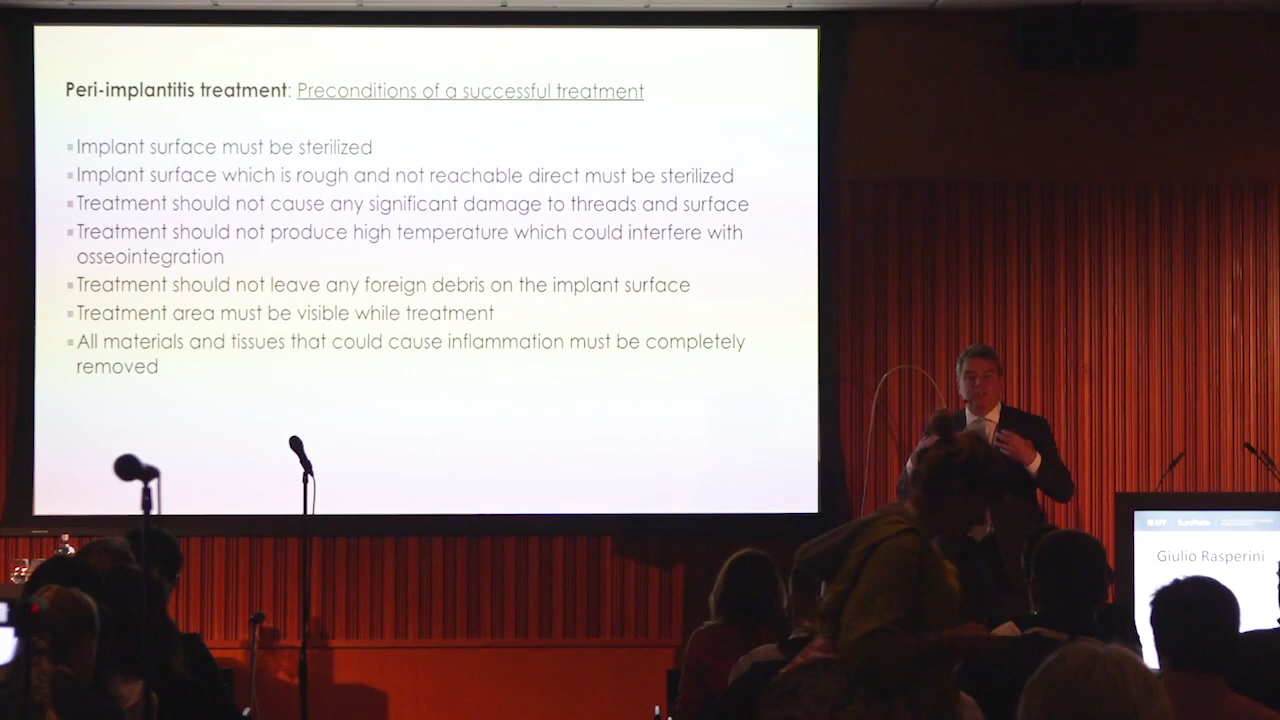 Peri-implantitis treatment: Preconditions of a successful treatment
Implant surface must be sterilized
Implant surface which is rough and not reachable direct must be sterilized
Treatment should not cause any significant damage to threads and surface
Treatment should not produce high temperature which could interfere with
osseointegration
Treatment should not leave any foreign debris on the implant surface
Treatment area must be visible while treatment
All materials and tissues that could cause inflammation must be completely
removed
EFP EuroPerio
Giulio Rasperini